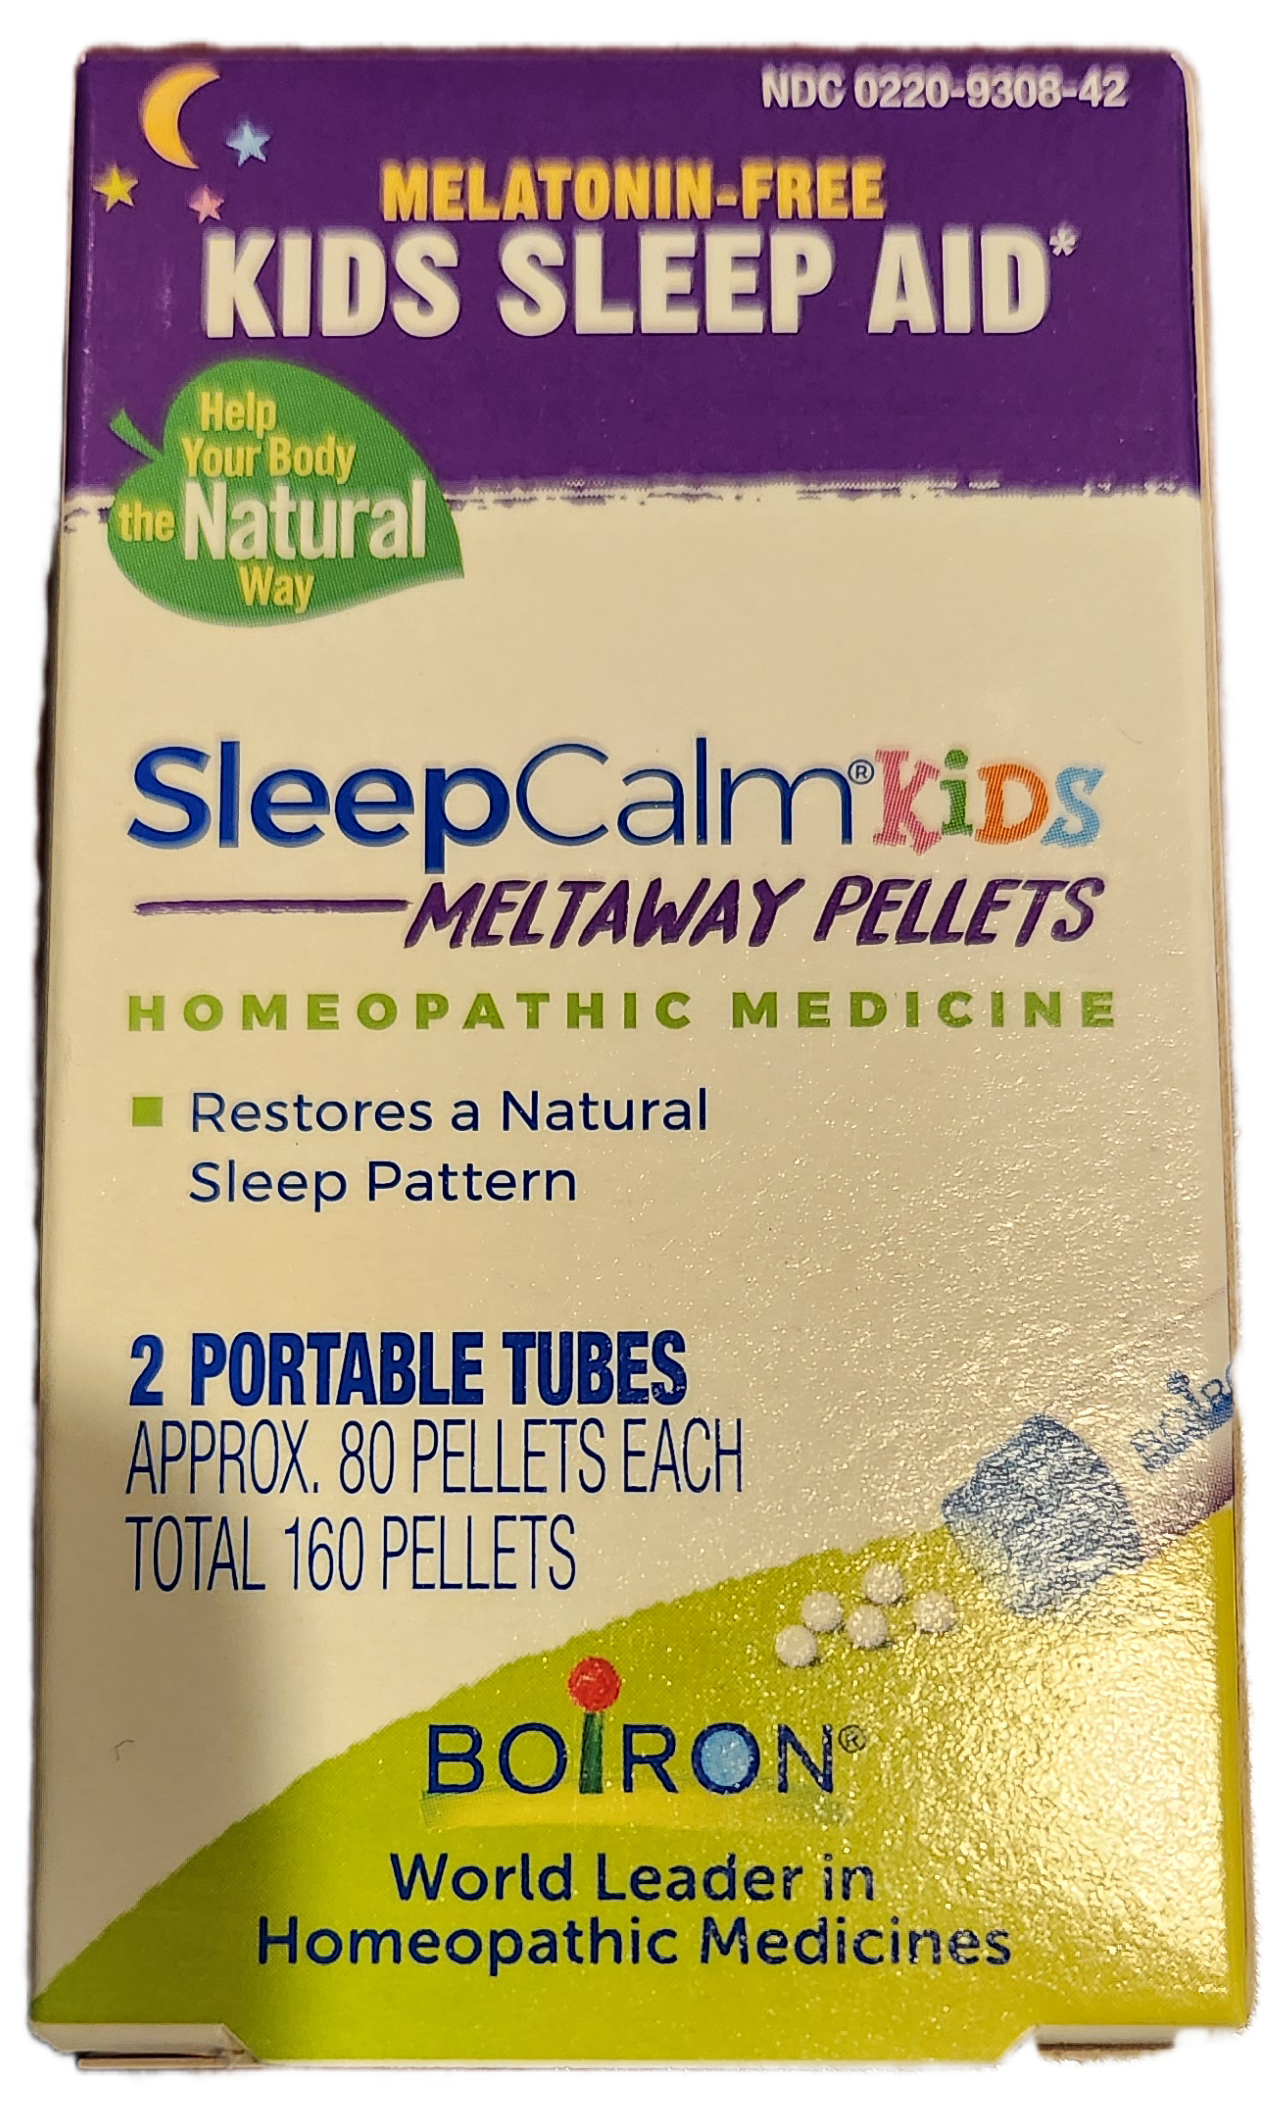 NDC 0220-9308-42
MELATONIN-FREE
KIDS SLEEP AID*
Help
Your Body
the Natural
Way
SleepCalm® KiDS
MELTAWAY PELLETS
HOMEOPATHIC MEDICINE
Restores a Natural
Sleep Pattern
2 PORTABLE TUBES
APPROX. 80 PELLETS EACH
TOTAL 160 PELLETS
BOIRON®
World Leader in
Homeopathic Medicines